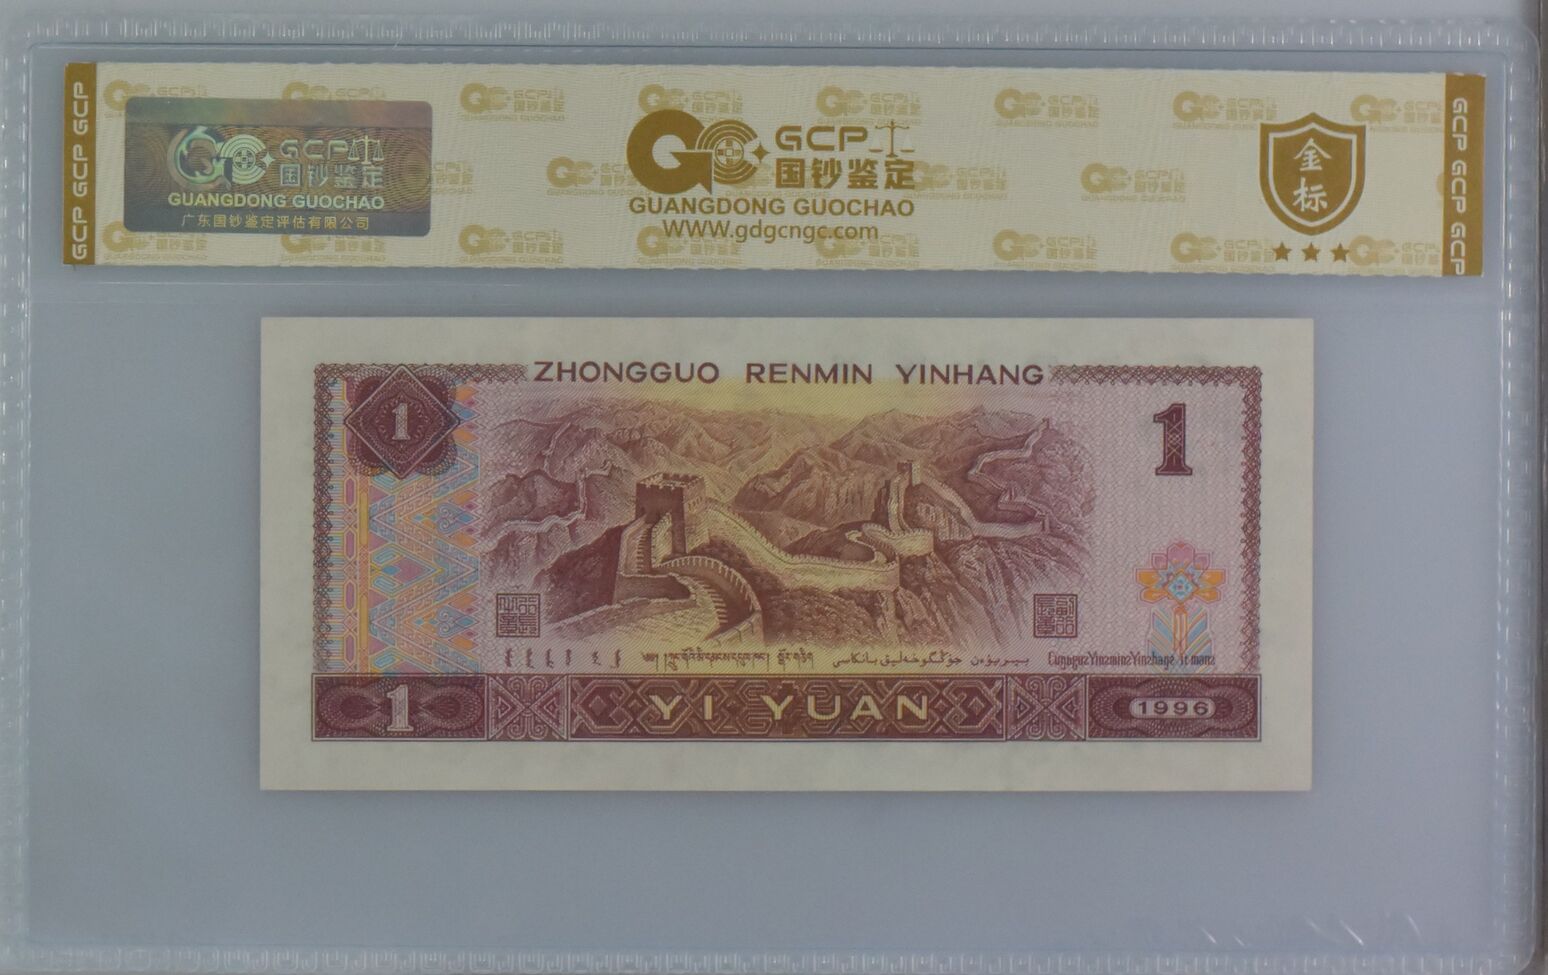 GCP 国钞鉴定
GUANGDONG GUOCHAO
广东国钞鉴定评估有限公司
GCP
国钞鉴定
GUANGDONG GUOCHAO
WWW.gdgcngc.com
金标
GCP GCP GCP
GCP GCP GCP GCP
ZHONGGUO RENMIN YINHANG
1
1
1
YI YUAN
1996